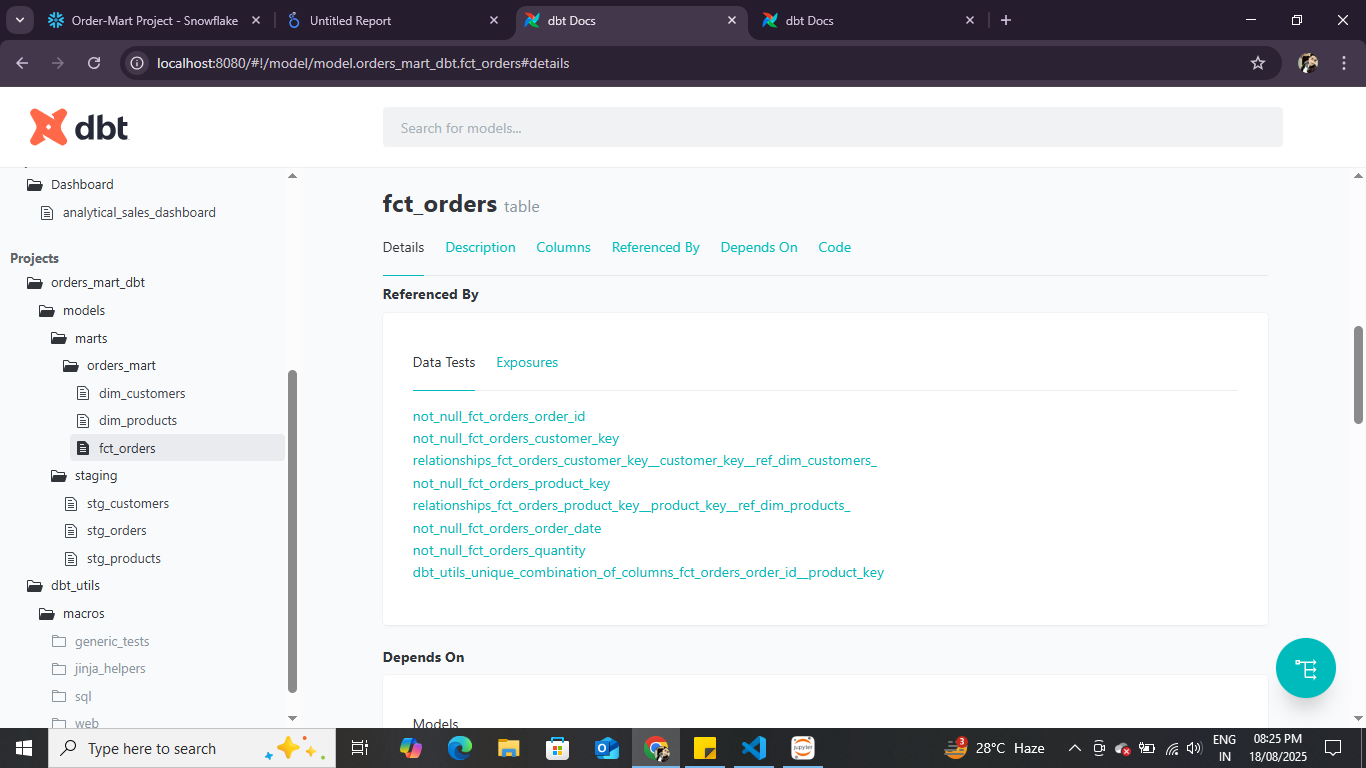 Order-Mart Project - Snowflake
Untitled Report
dbt Docs
dbt Docs
localhost:8080/#!/model/model.orders_mart_dbt.fct_orders#details
dbt
Search for models...
Dashboard
analytical_sales_dashboard
Projects
orders_mart_dbt
models
marts
orders_mart
dim_customers
dim_products
fct_orders
staging
stg_customers
stg_orders
stg_products
dbt_utils
macros
generic_tests
jinja_helpers
sql
web
fct_orders table
Details Description Columns Referenced By Depends On Code
Referenced By
Data Tests Exposures
not_null_fct_orders_order_id
not_null_fct_orders_customer_key
relationships_fct_orders_customer_key__customer_key__ref_dim_customers_
not_null_fct_orders_product_key
relationships_fct_orders_product_key__product_key__ref_dim_products_
not_null_fct_orders_order_date
not_null_fct_orders_quantity
dbt_utils_unique_combination_of_columns_fct_orders_order_id__product_key
Depends On
Models
Type here to search
3
28°C Haze
ENG
IN
08:25 PM
18/08/2025